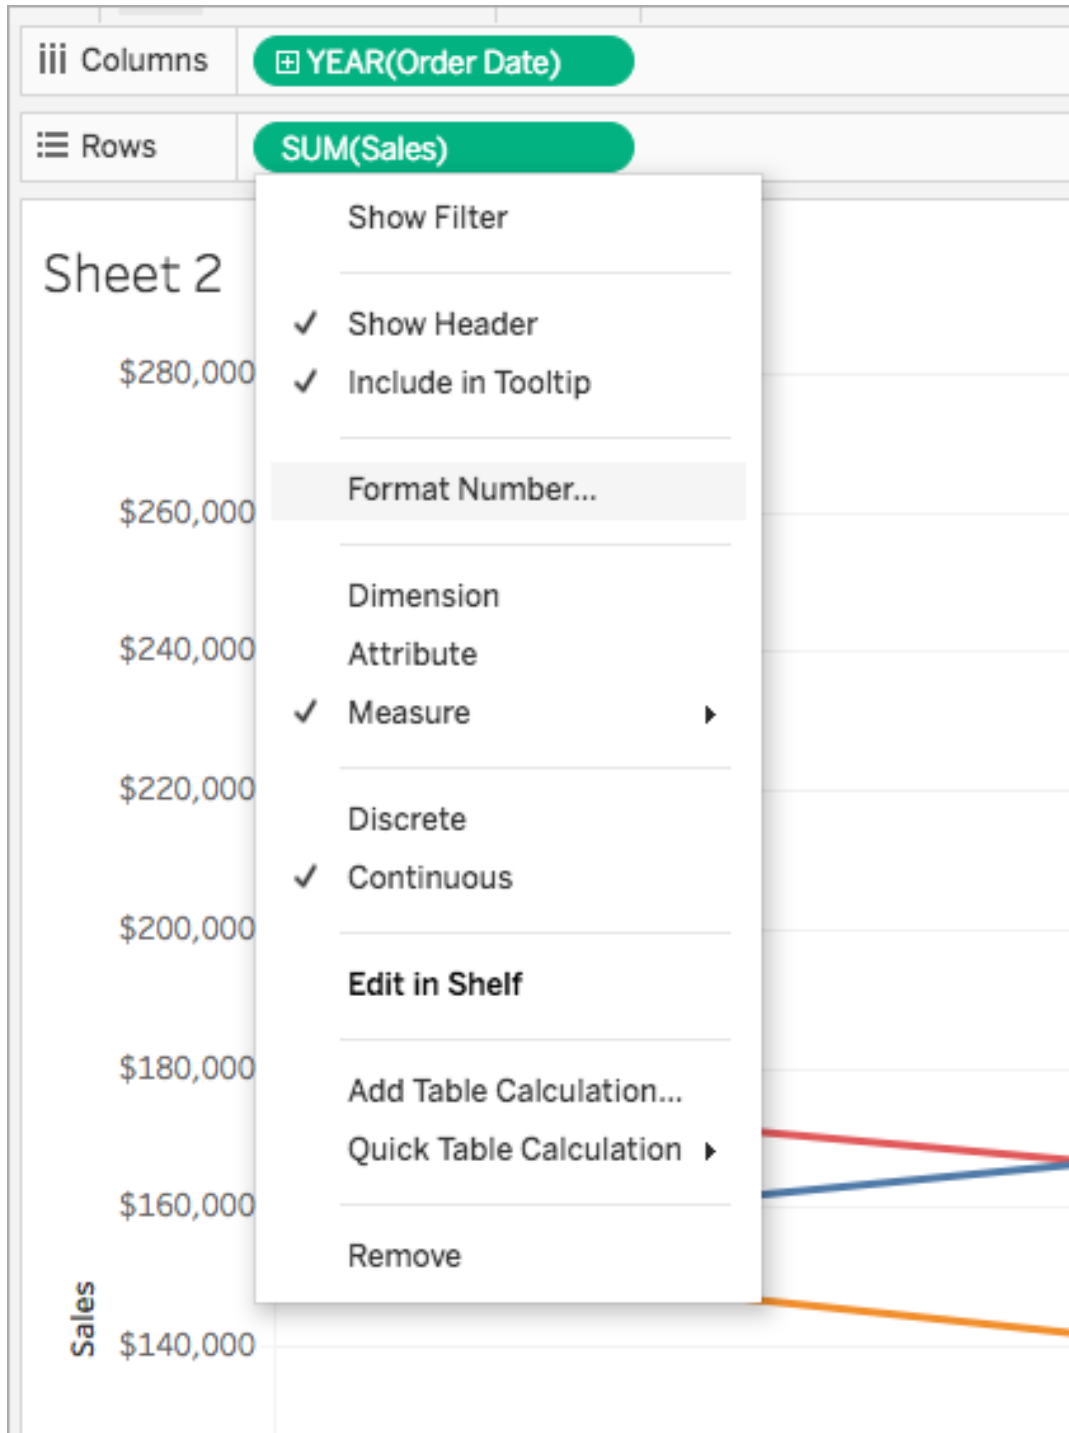 Columns
YEAR(Order Date)
Rows
SUM(Sales)
Sheet 2
Show Filter
Show Header
Include in Tooltip
Format Number...
Dimension
Attribute
Measure
Discrete
Continuous
Edit in Shelf
Add Table Calculation...
Quick Table Calculation
Remove
$280,000
$260,000
$240,000
$220,000
$200,000
$180,000
$160,000
$140,000
Sales